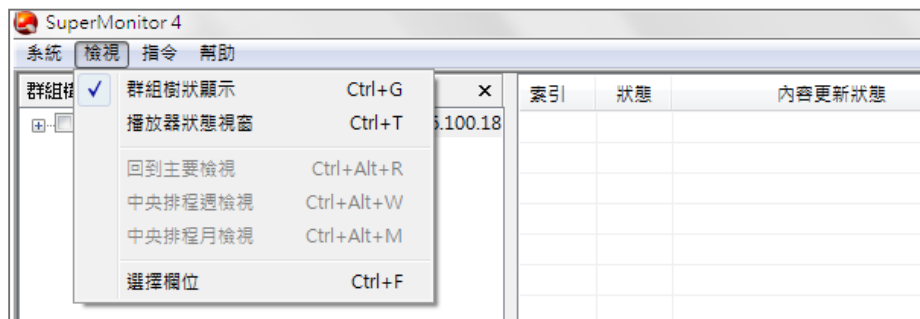 SuperMonitor 4
系統 檢視 指令 幫助
群組樹狀顯示 Ctrl+G
播放器狀態視窗 Ctrl+T
回到主要檢視 Ctrl+Alt+R
中央排程週檢視 Ctrl+Alt+W
中央排程月檢視 Ctrl+Alt+M
選擇欄位 Ctrl+F
群組
.100.18
索引 狀態 內容更新狀態